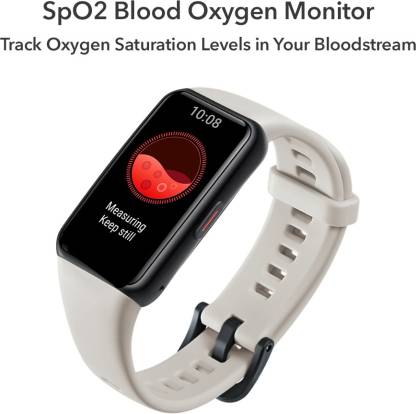 SpO2 Blood Oxygen Monitor
Track Oxygen Saturation Levels in Your Bloodstream
10:08
Measuring
Keep still